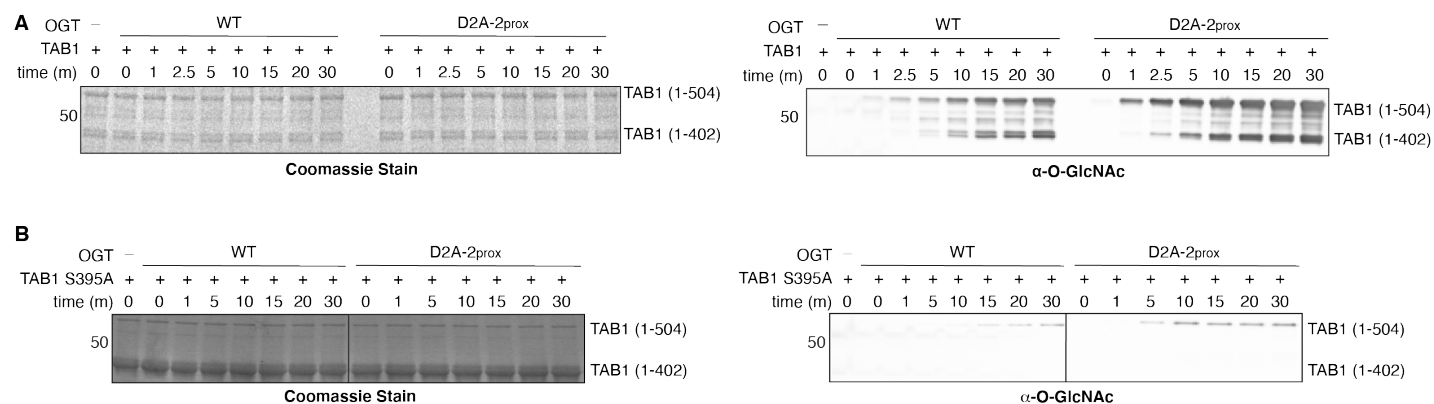 A
OGT – WT D2A-2prox
TAB1 + + + + + + + + + + + + + + + + +
time (m) 0 0 1 2.5 5 10 15 20 30 0 1 2.5 5 10 15 20 30
50
TAB1 (1-504)
TAB1 (1-402)
Coomassie Stain
OGT – WT D2A-2prox
TAB1 + + + + + + + + + + + + + + + + +
time (m) 0 0 1 2.5 5 10 15 20 30 0 1 2.5 5 10 15 20 30
50
TAB1 (1-504)
TAB1 (1-402)
α-O-GlcNAc
B
OGT – WT D2A-2prox
TAB1 S395A + + + + + + + + + + + + + + +
time (m) 0 0 1 5 10 15 20 30 0 1 5 10 15 20 30
50
TAB1 (1-504)
TAB1 (1-402)
Coomassie Stain
OGT – WT D2A-2prox
TAB1 S395A + + + + + + + + + + + + + + +
time (m) 0 0 1 5 10 15 20 30 0 1 5 10 15 20 30
50
TAB1 (1-504)
TAB1 (1-402)
α-O-GlcNAc